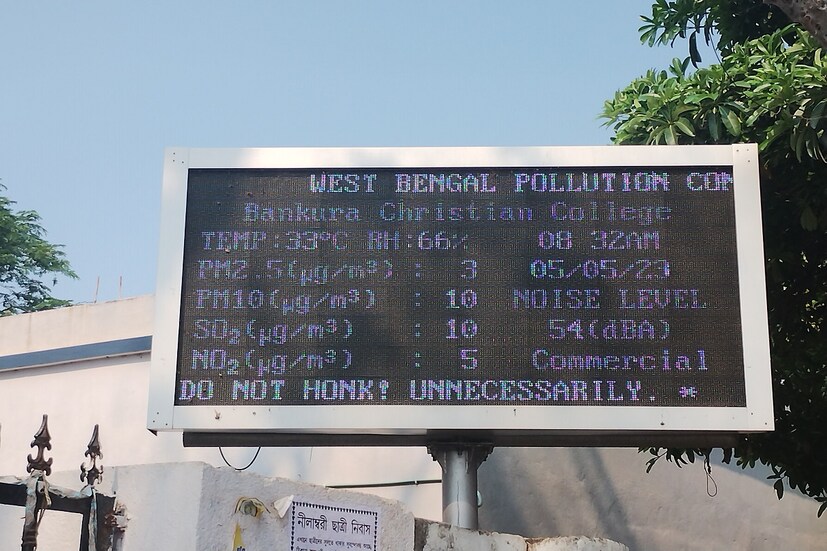 WEST BENGAL POLLUTION CON
Bankura Christian College
TEMP:33°C RH:66% 08 32AM
PM2.5(µg/m³) : 3 05/05/23
PM10(µg/m³) : 10 NOISE LEVEL
SO₂(µg/m³) : 10 54(dBA)
NO₂(µg/m³) : 5 Commercial
DO NOT HONK! UNNECESSARILY. *
নীলাম্বরী ছাত্রী নিবাস